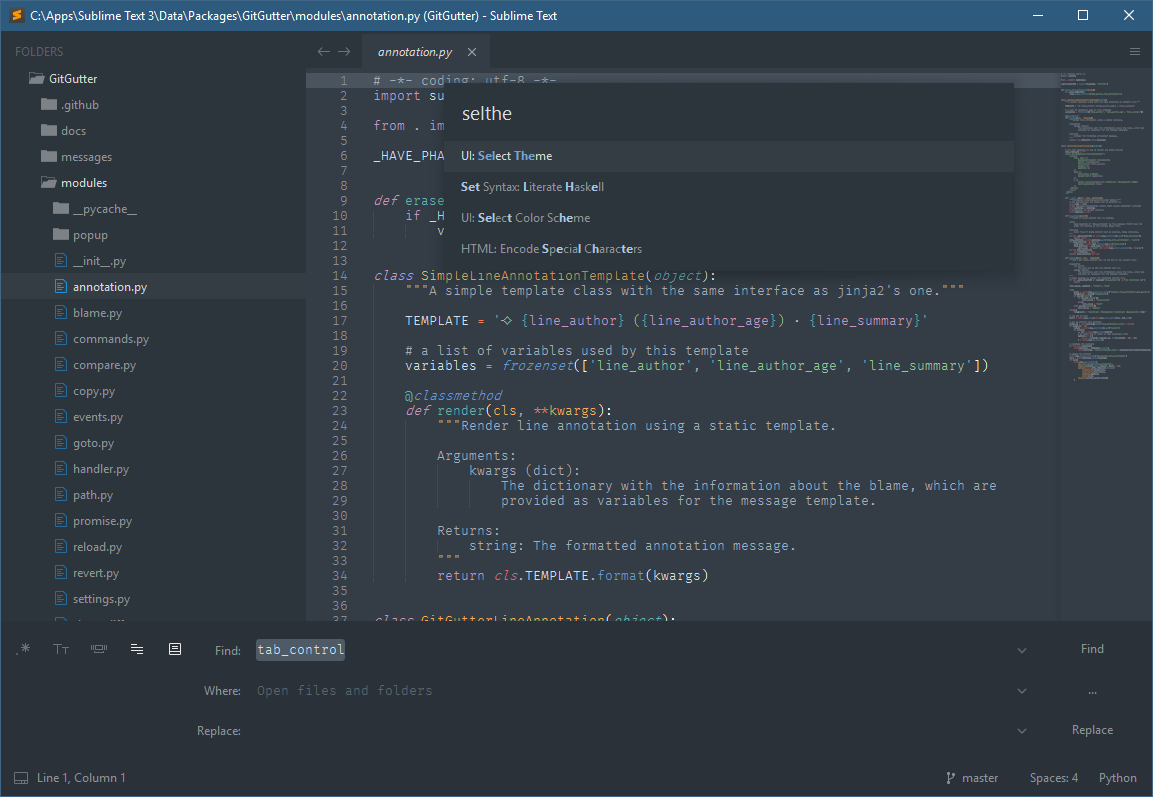 C:\Apps\Sublime Text 3\Data\Packages\GitGutter\modules\annotation.py (GitGutter) - Sublime Text
FOLDERS
GitGutter
.github
docs
messages
modules
__pycache__
popup
__init__.py
annotation.py
blame.py
commands.py
compare.py
copy.py
events.py
goto.py
handler.py
path.py
promise.py
reload.py
revert.py
settings.py
annotation.py
selthe
UI: Select Theme
Set Syntax: Literate Haskell
UI: Select Color Scheme
HTML: Encode Special Characters
1 # -*- coding: utf-8 -*-
2 import su
3
4 from . im
5
6 _HAVE_PHA
7
8
9 def erase
10 if _H
11 v
12
13
14 class SimpleLineAnnotationTemplate(object):
15 """A simple template class with the same interface as jinja2's one."""
16
17 TEMPLATE = '⟣ {line_author} ({line_author_age}) · {line_summary}'
18
19 # a list of variables used by this template
20 variables = frozenset(['line_author', 'line_author_age', 'line_summary'])
21
22 @classmethod
23 def render(cls, **kwargs):
24 """Render line annotation using a static template.
25
26 Arguments:
27 kwargs (dict):
28 The dictionary with the information about the blame, which are
29 provided as variables for the message template.
30
31 Returns:
32 string: The formatted annotation message.
33 """
34 return cls.TEMPLATE.format(kwargs)
35
36
37 class GitGutterLineAnnotation(object):
.* Tт Find: tab_control Find
Where: Open files and folders ...
Replace: Replace
Line 1, Column 1 master Spaces: 4 Python